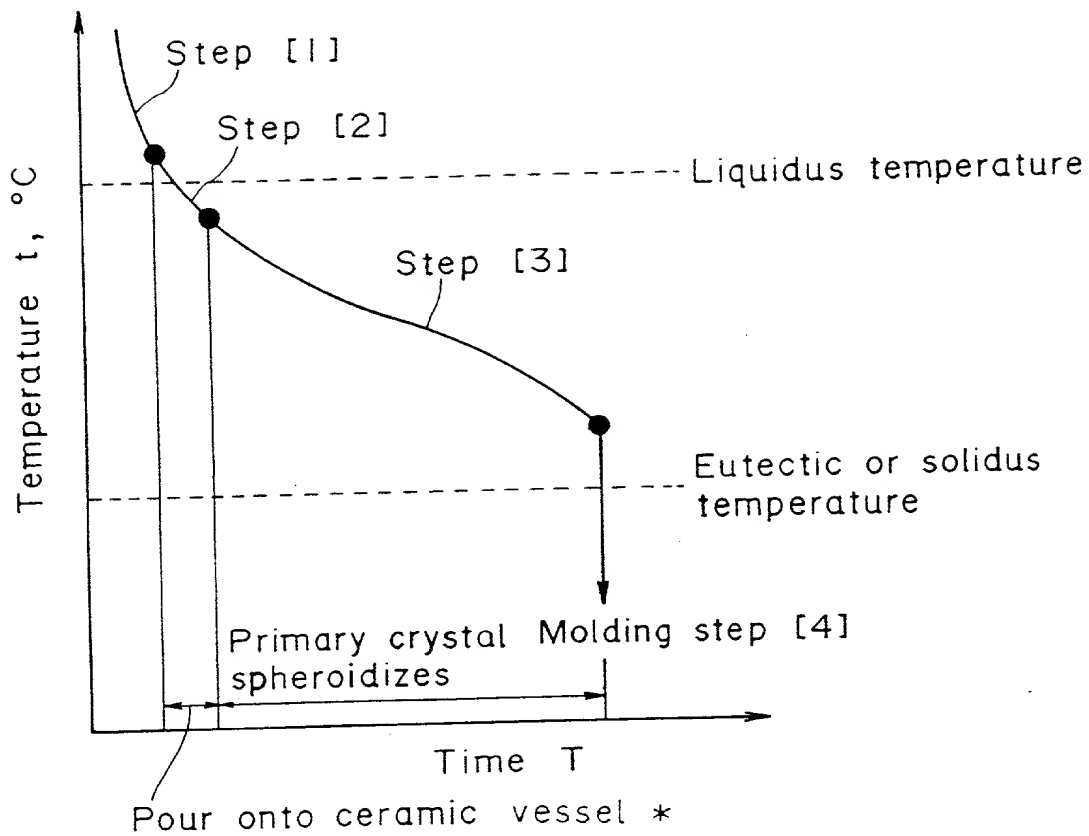 Step [1]
Step [2]
Liquidus temperature
Temperature t, °C
Step [3]
Eutectic or solidus
temperature
Primary crystal
spheroidizes
Molding step [4]
Time T
Pour onto ceramic vessel *